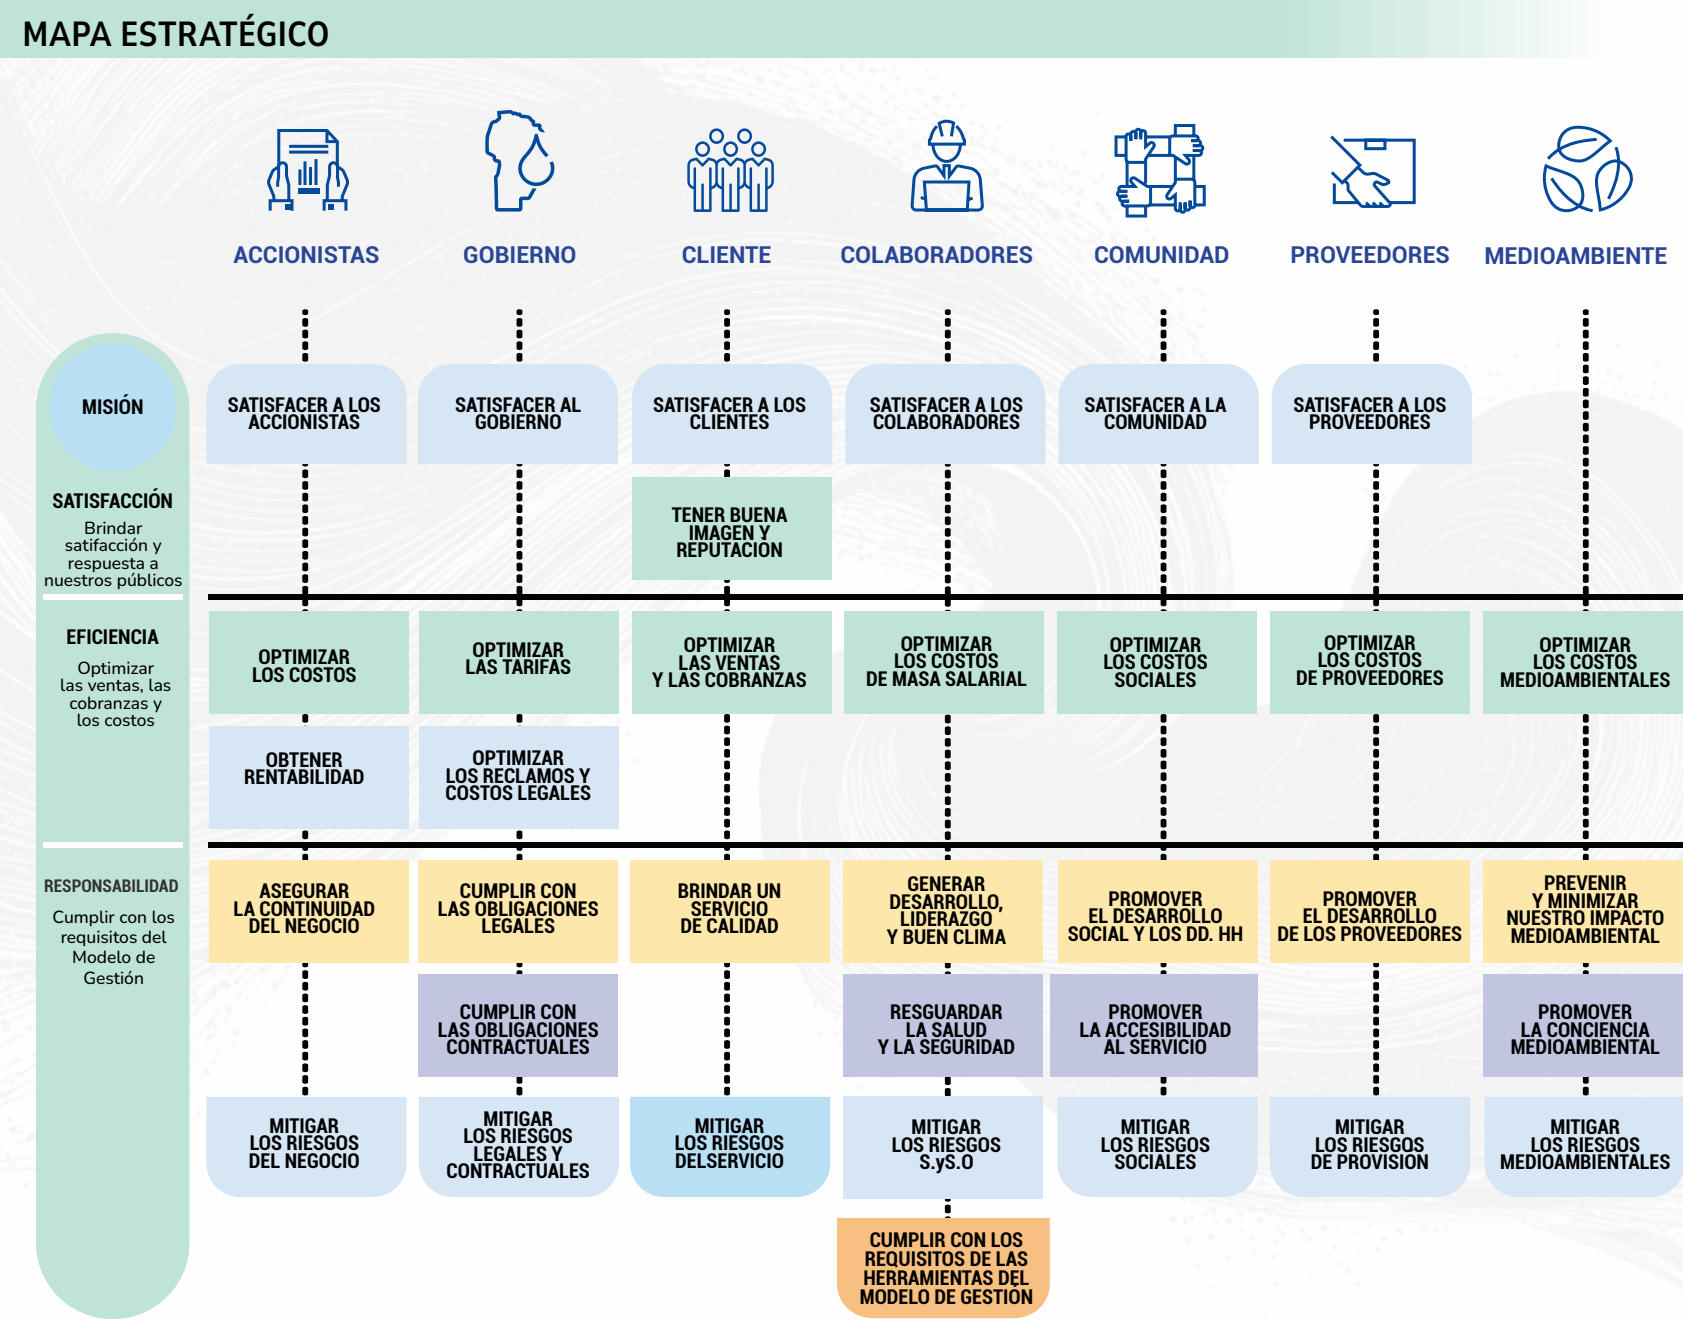 MAPA ESTRATÉGICO
ACCIONISTAS
GOBIERNO
CLIENTE
COLABORADORES
COMUNIDAD
PROVEEDORES
MEDIOAMBIENTE
MISIÓN
SATISFACER A LOS
ACCIONISTAS
SATISFACER AL
GOBIERNO
SATISFACER A LOS
CLIENTES
SATISFACER A LOS
COLABORADORES
SATISFACER A LA
COMUNIDAD
SATISFACER A LOS
PROVEEDORES
SATISFACCIÓN
Brindar
satifacción y
respuesta a
nuestros públicos
TENER BUENA
IMAGEN Y
REPUTACIÓN
EFICIENCIA
Optimizar
las ventas, las
cobranzas y
los costos
OPTIMIZAR
LOS COSTOS
OPTIMIZAR
LAS TARIFAS
OPTIMIZAR
LAS VENTAS
Y LAS COBRANZAS
OPTIMIZAR
LOS COSTOS
DE MASA SALARIAL
OPTIMIZAR
LOS COSTOS
SOCIALES
OPTIMIZAR
LOS COSTOS
DE PROVEEDORES
OPTIMIZAR
LOS COSTOS
MEDIOAMBIENTALES
OBTENER
RENTABILIDAD
OPTIMIZAR
LOS RECLAMOS Y
COSTOS LEGALES
RESPONSABILIDAD
Cumplir con los
requisitos del
Modelo de
Gestión
ASEGURAR
LA CONTINUIDAD
DEL NEGOCIO
CUMPLIR CON
LAS OBLIGACIONES
LEGALES
BRINDAR UN
SERVICIO
DE CALIDAD
GENERAR
DESARROLLO,
LIDERAZGO
Y BUEN CLIMA
PROMOVER
EL DESARROLLO
SOCIAL Y LOS DD. HH
PROMOVER
EL DESARROLLO
DE LOS PROVEEDORES
PREVENIR
Y MINIMIZAR
NUESTRO IMPACTO
MEDIOAMBIENTAL
CUMPLIR CON
LAS OBLIGACIONES
CONTRACTUALES
RESGUARDAR
LA SALUD
Y LA SEGURIDAD
PROMOVER
LA ACCESIBILIDAD
AL SERVICIO
PROMOVER
LA CONCIENCIA
MEDIOAMBIENTAL
MITIGAR
LOS RIESGOS
DEL NEGOCIO
MITIGAR
LOS RIESGOS
LEGALES Y
CONTRACTUALES
MITIGAR
LOS RIESGOS
DELSERVICIO
MITIGAR
LOS RIESGOS
S.yS.O
MITIGAR
LOS RIESGOS
SOCIALES
MITIGAR
LOS RIESGOS
DE PROVISIÓN
MITIGAR
LOS RIESGOS
MEDIOAMBIENTALES
CUMPLIR CON LOS
REQUISITOS DE LAS
HERRAMIENTAS DEL
MODELO DE GESTIÓN